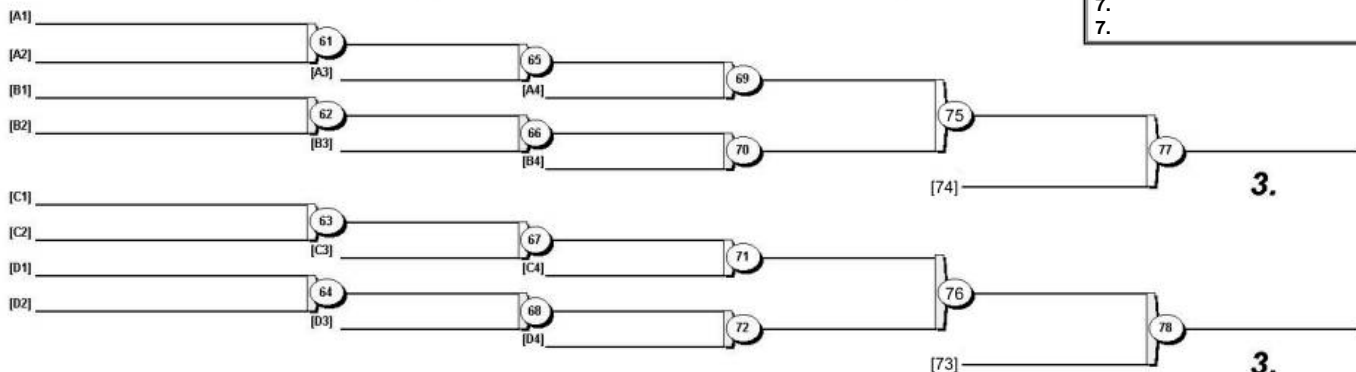 7.
7.
[A1]
61
[A2]
[A3]
65
[A4]
69
[B1]
62
[B2]
[B3]
66
[B4]
70
75
77
[74]
3.
[C1]
63
[C2]
[C3]
67
[C4]
71
[D1]
64
[D2]
[D3]
68
[D4]
72
76
78
[73]
3.